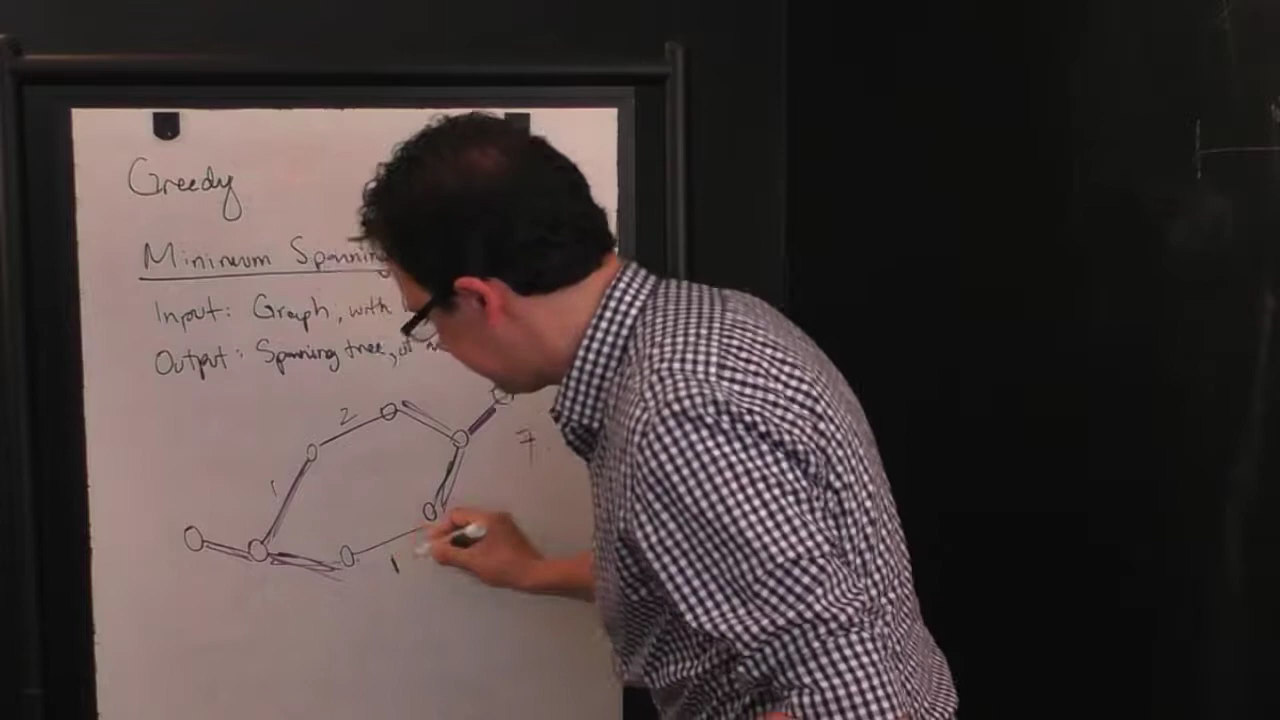 Greedy
Minimum Spanning
Input: Graph, with
Output: Spanning tree, w
2
7.
1
1